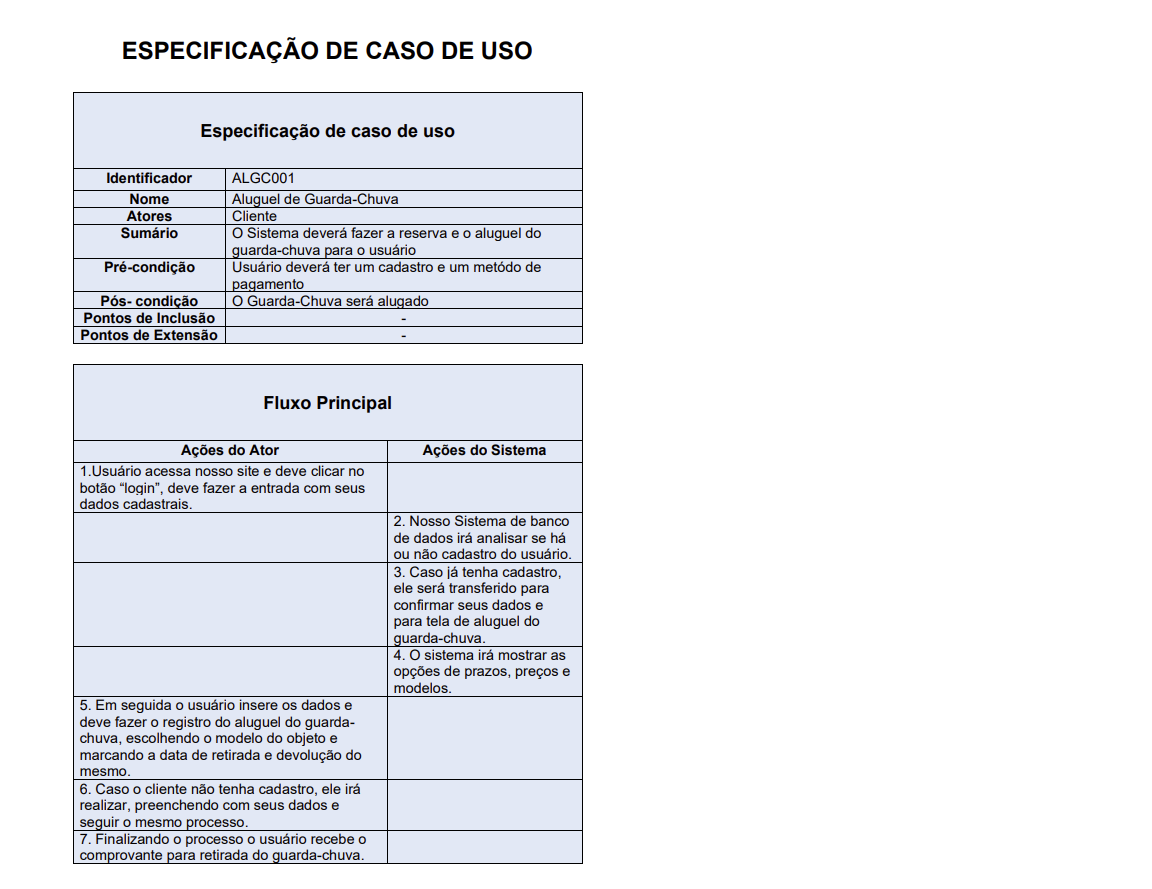 ESPECIFICAÇÃO DE CASO DE USO
Especificação de caso de uso
Identificador ALGC001
Nome Aluguel de Guarda-Chuva
Atores Cliente
Sumário O Sistema deverá fazer a reserva e o aluguel do
guarda-chuva para o usuário
Pré-condição Usuário deverá ter um cadastro e um metódo de
pagamento
Pós- condição O Guarda-Chuva será alugado
Pontos de Inclusão -
Pontos de Extensão -
Fluxo Principal
Ações do Ator Ações do Sistema
1.Usuário acessa nosso site e deve clicar no
botão “login”, deve fazer a entrada com seus
dados cadastrais.
2. Nosso Sistema de banco
de dados irá analisar se há
ou não cadastro do usuário.
3. Caso já tenha cadastro,
ele será transferido para
confirmar seus dados e
para tela de aluguel do
guarda-chuva.
4. O sistema irá mostrar as
opções de prazos, preços e
modelos.
5. Em seguida o usuário insere os dados e
deve fazer o registro do aluguel do guarda-
chuva, escolhendo o modelo do objeto e
marcando a data de retirada e devolução do
mesmo.
6. Caso o cliente não tenha cadastro, ele irá
realizar, preenchendo com seus dados e
seguir o mesmo processo.
7. Finalizando o processo o usuário recebe o
comprovante para retirada do guarda-chuva.